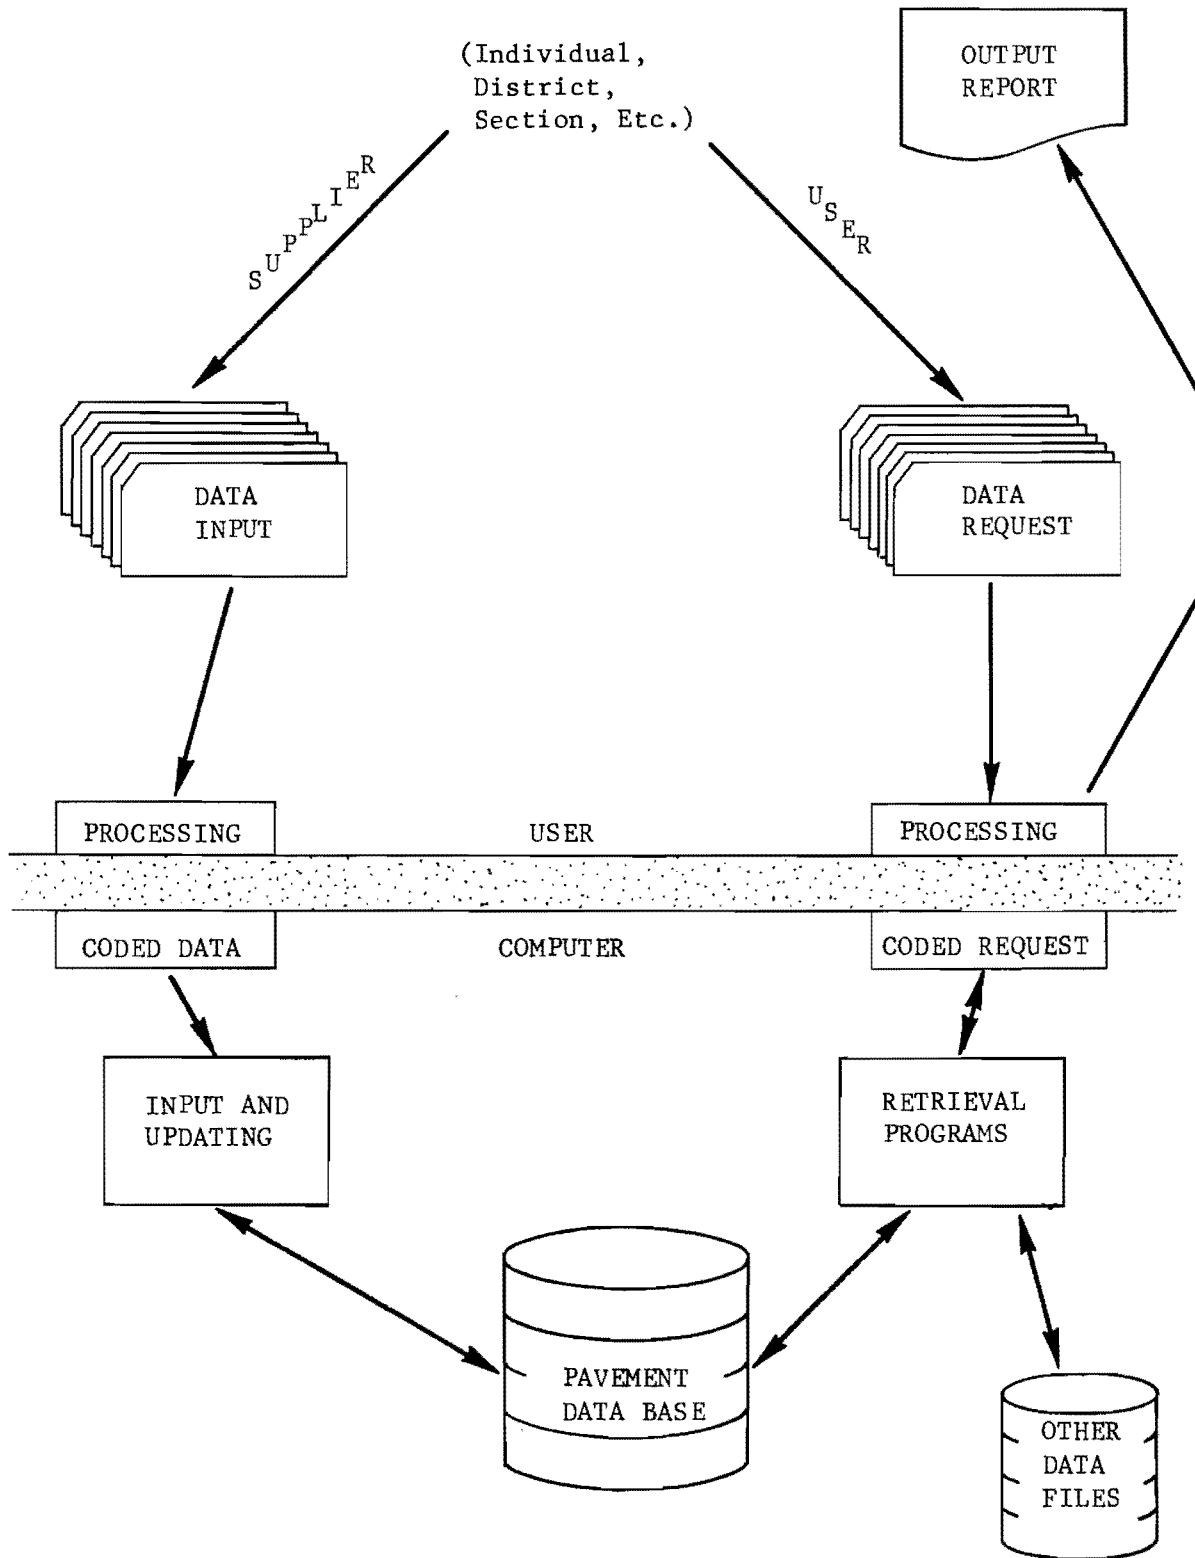 (Individual,
District,
Section, Etc.)
OUTPUT
REPORT
SUPPLIER
USER
DATA
INPUT
DATA
REQUEST
PROCESSING
USER
PROCESSING
CODED DATA
COMPUTER
CODED REQUEST
INPUT AND
UPDATING
RETRIEVAL
PROGRAMS
PAVEMENT
DATA BASE
OTHER
DATA
FILES